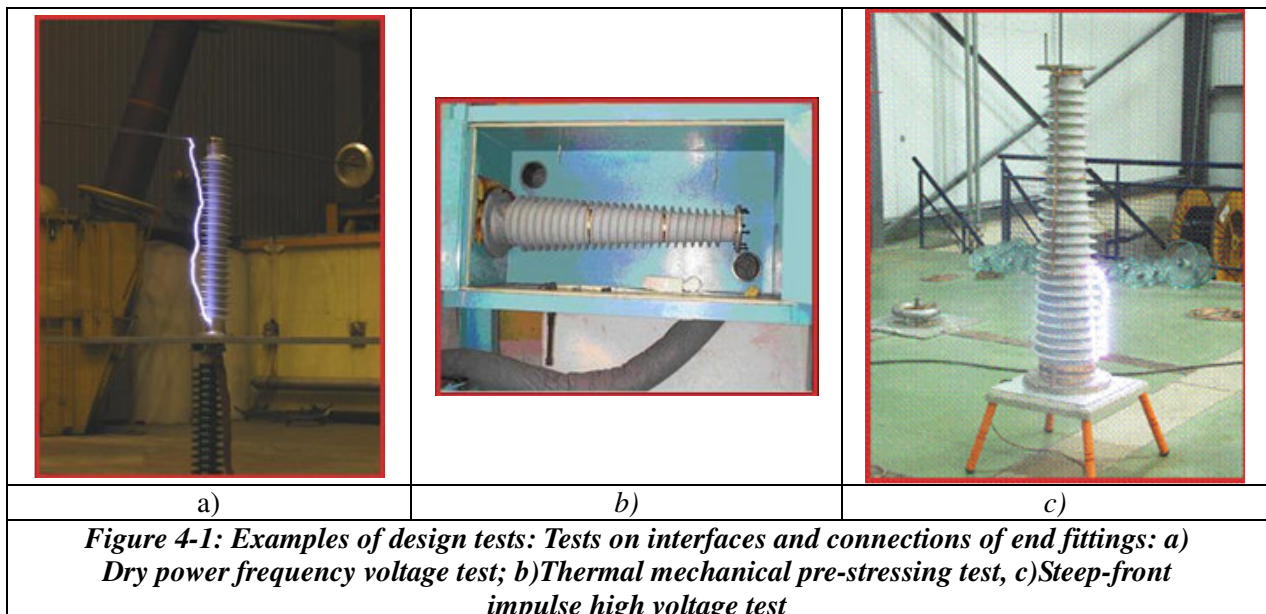 a)
b)
c)
Figure 4-1: Examples of design tests: Tests on interfaces and connections of end fittings: a)
Dry power frequency voltage test; b)Thermal mechanical pre-stressing test, c)Steep-front
impulse high voltage test